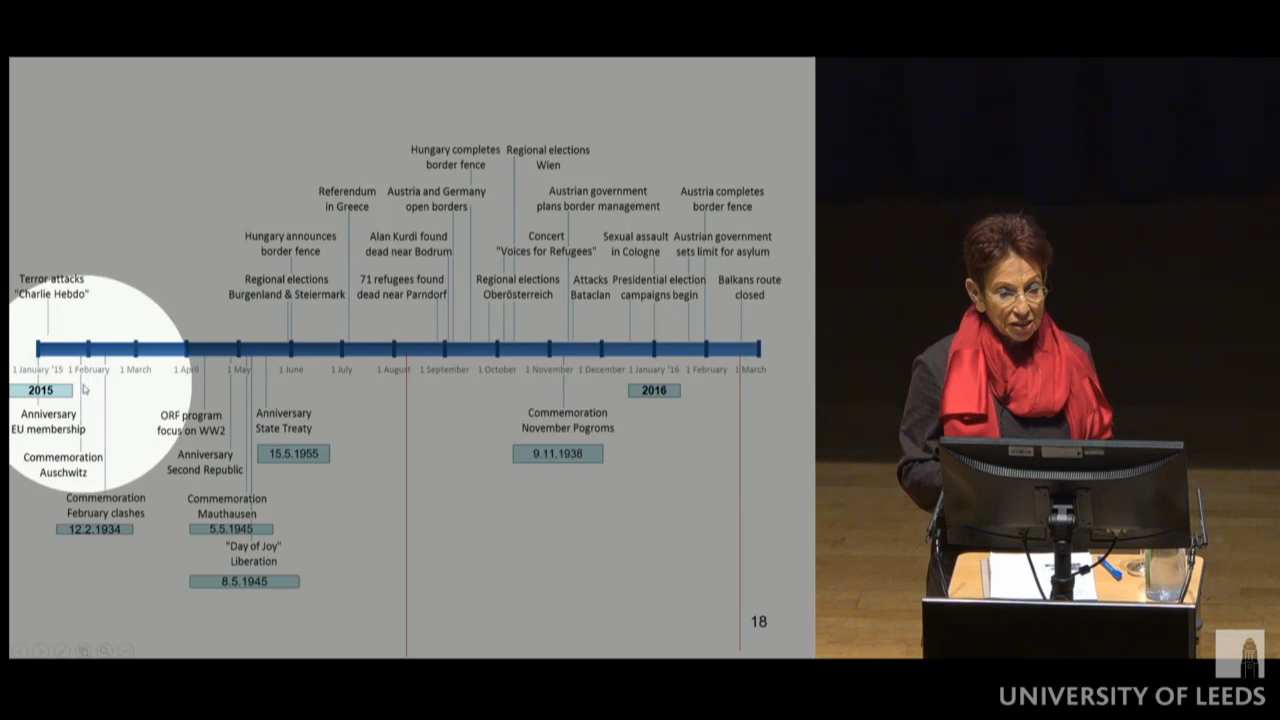 Hungary completes
border fence
Regional elections
Wien
Referendum
in Greece
Austria and Germany
open borders
Austrian government
plans border management
Austria completes
border fence
Hungary announces
border fence
Alan Kurdi found
dead near Bodrum
Concert
"Voices for Refugees"
Sexual assault
in Cologne
Austrian government
sets limit for asylum
Terror attacks
"Charlie Hebdo"
Regional elections
Burgenland & Steiermark
71 refugees found
dead near Parndorf
Regional elections
Oberösterreich
Attacks
Bataclan
Presidential election
campaigns begin
Balkans route
closed
1 January '15 1 February 1 March 1 April 1 May 1 June 1 July 1 August 1 September 1 October 1 November 1 December 1 January '16 1 February 1 March
2015
2016
Anniversary
EU membership
ORF program
focus on WW2
Anniversary
State Treaty
15.5.1955
Commemoration
November Pogroms
9.11.1938
Commemoration
Auschwitz
Anniversary
Second Republic
Commemoration
February clashes
12.2.1934
Commemoration
Mauthausen
5.5.1945
"Day of Joy"
Liberation
8.5.1945
18
UNIVERSITY OF LEEDS